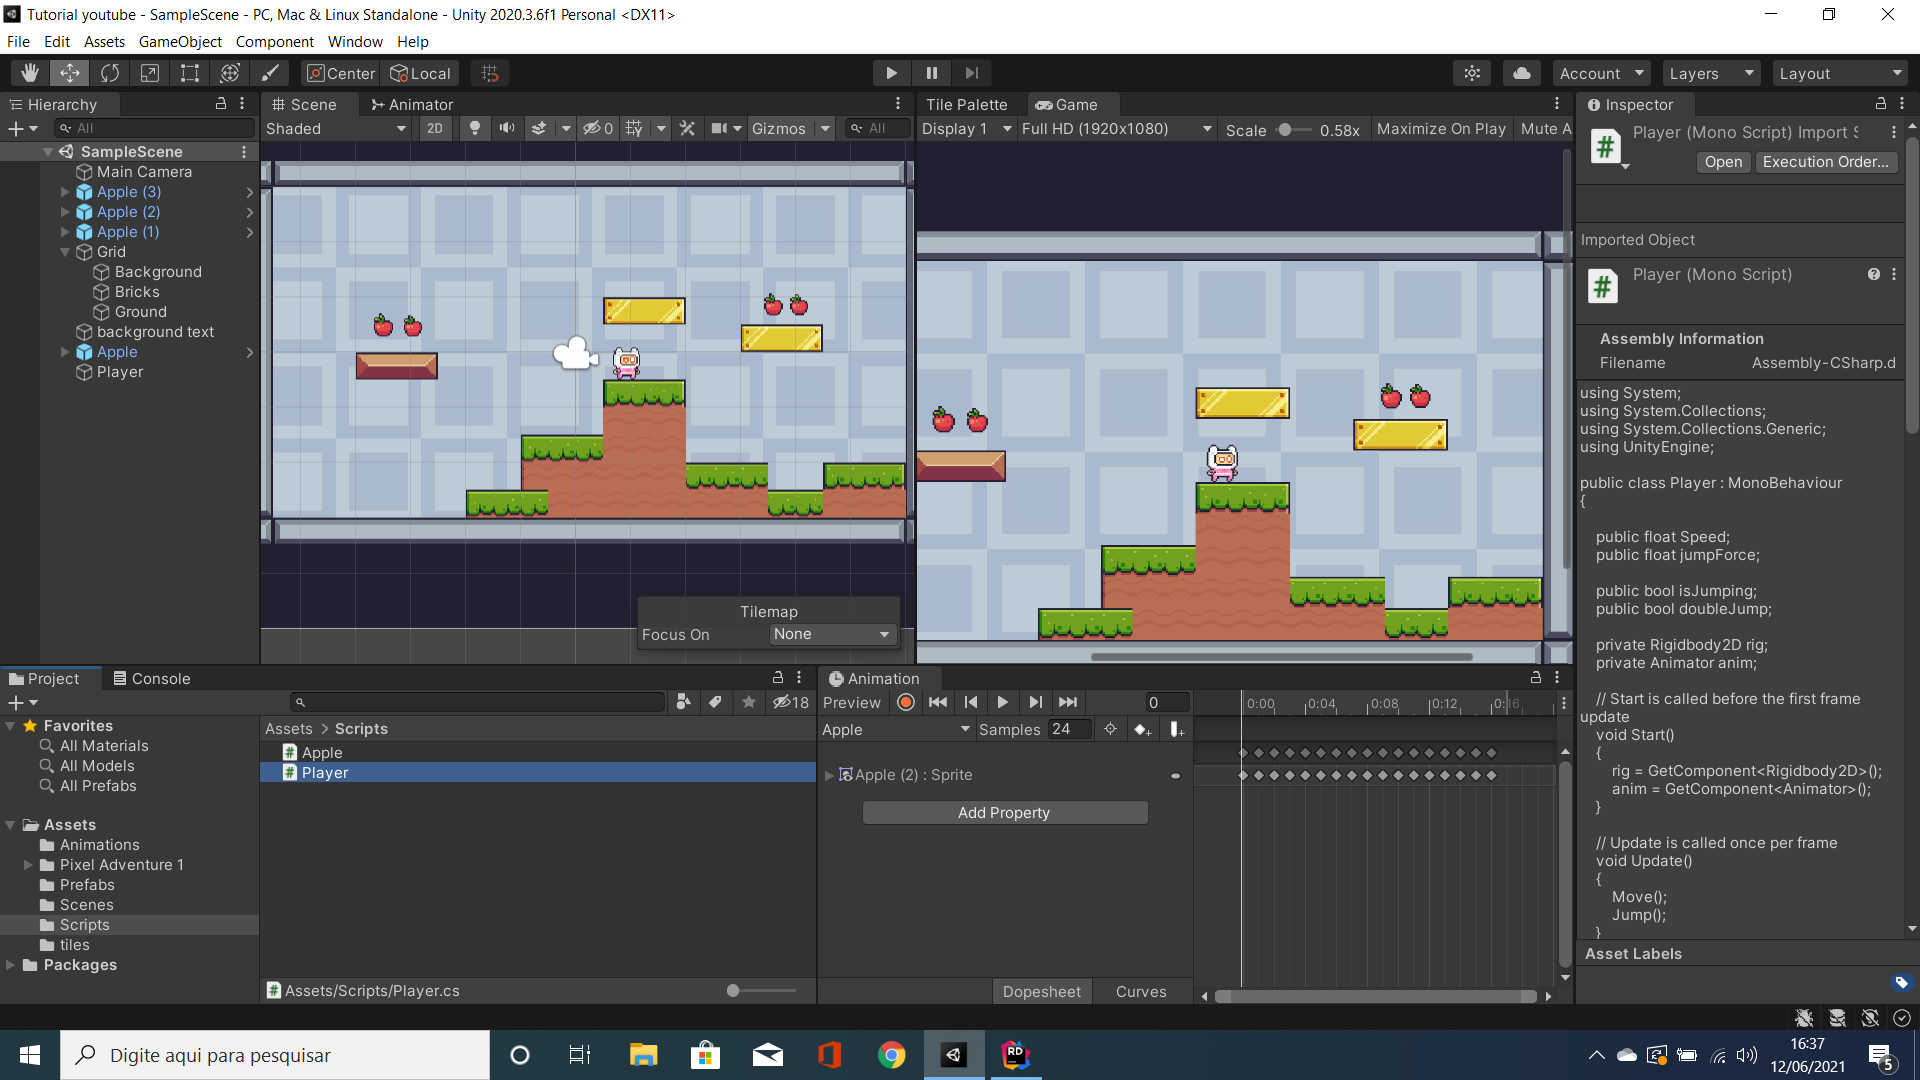 Tutorial youtube - SampleScene - PC, Mac & Linux Standalone - Unity 2020.3.6f1 Personal <DX11>
File Edit Assets GameObject Component Window Help
Center Local Account Layers Layout
Hierarchy
All
SampleScene
Main Camera
Apple (3)
Apple (2)
Apple (1)
Grid
Background
Bricks
Ground
background text
Apple
Player
Scene Animator
Shaded 2D 0 Gizmos All
Tilemap
Focus On None
Tile Palette Game
Display 1 Full HD (1920x1080) Scale 0.58x Maximize On Play Mute A
Inspector
Player (Mono Script) Import S
Open Execution Order...
Imported Object
Player (Mono Script)
Assembly Information
Filename Assembly-CSharp.d
using System;
using System.Collections;
using System.Collections.Generic;
using UnityEngine;
public class Player : MonoBehaviour
{
public float Speed;
public float jumpForce;
public bool isJumping;
public bool doubleJump;
private Rigidbody2D rig;
private Animator anim;
// Start is called before the first frame
update
void Start()
{
rig = GetComponent<Rigidbody2D>();
anim = GetComponent<Animator>();
}
// Update is called once per frame
void Update()
{
Move();
Jump();
}
Asset Labels
Project Console
18
Favorites
All Materials
All Models
All Prefabs
Assets
Animations
Pixel Adventure 1
Prefabs
Scenes
Scripts
tiles
Packages
Assets > Scripts
Apple
Player
Assets/Scripts/Player.cs
Animation
Preview 0
0:00 0:04 0:08 0:12 0:16
Apple Samples 24
Apple (2) : Sprite
Add Property
Dopesheet Curves
Digite aqui para pesquisar
RD
16:37
12/06/2021
5